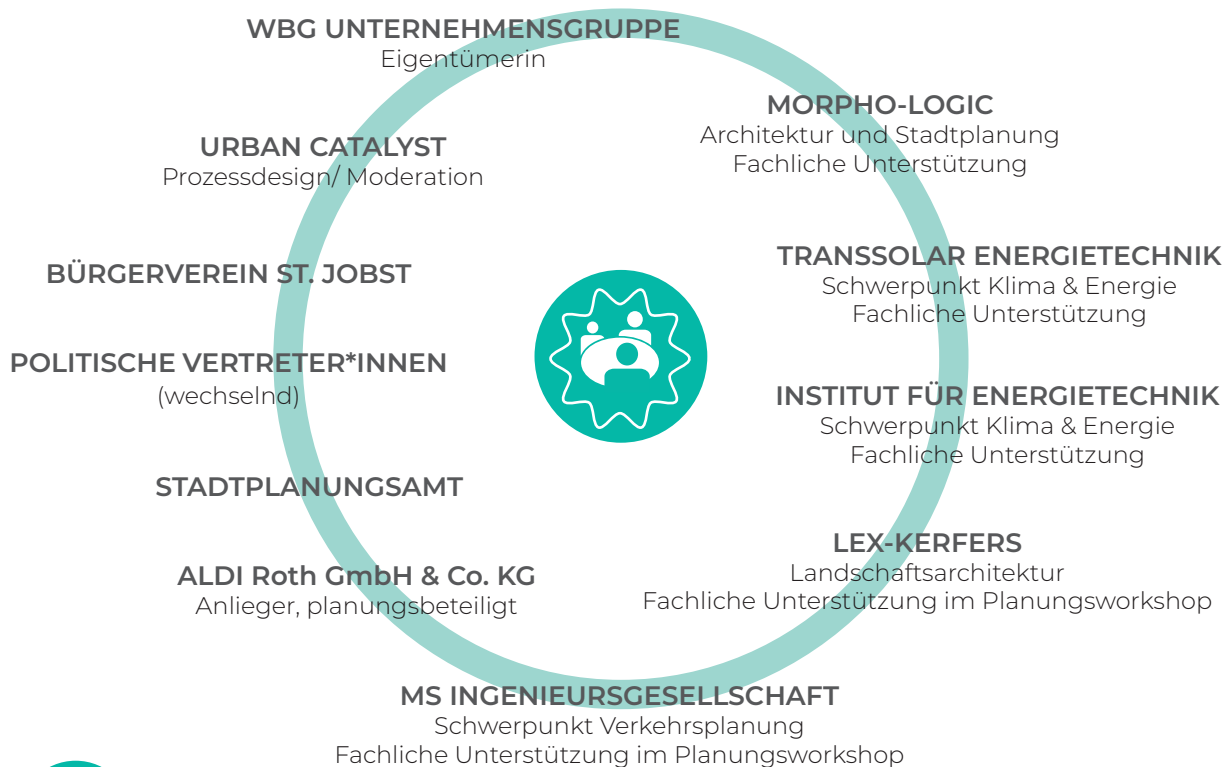 WBG UNTERNEHMENSGRUPPE
Eigentümerin
MORPHO-LOGIC
Architektur und Stadtplanung
Fachliche Unterstützung
URBAN CATALYST
Prozessdesign/ Moderation
TRANSSOLAR ENERGIETECHNIK
Schwerpunkt Klima & Energie
Fachliche Unterstützung
BÜRGERVEREIN ST. JOBST
POLITISCHE VERTRETER*INNEN
(wechselnd)
INSTITUT FÜR ENERGIETECHNIK
Schwerpunkt Klima & Energie
Fachliche Unterstützung
STADTPLANUNGSAMT
LEX-KERFERS
Landschaftsarchitektur
Fachliche Unterstützung im Planungsworkshop
ALDI Roth GmbH & Co. KG
Anlieger, planungsbeteiligt
MS INGENIEURSGESELLSCHAFT
Schwerpunkt Verkehrsplanung
Fachliche Unterstützung im Planungsworkshop